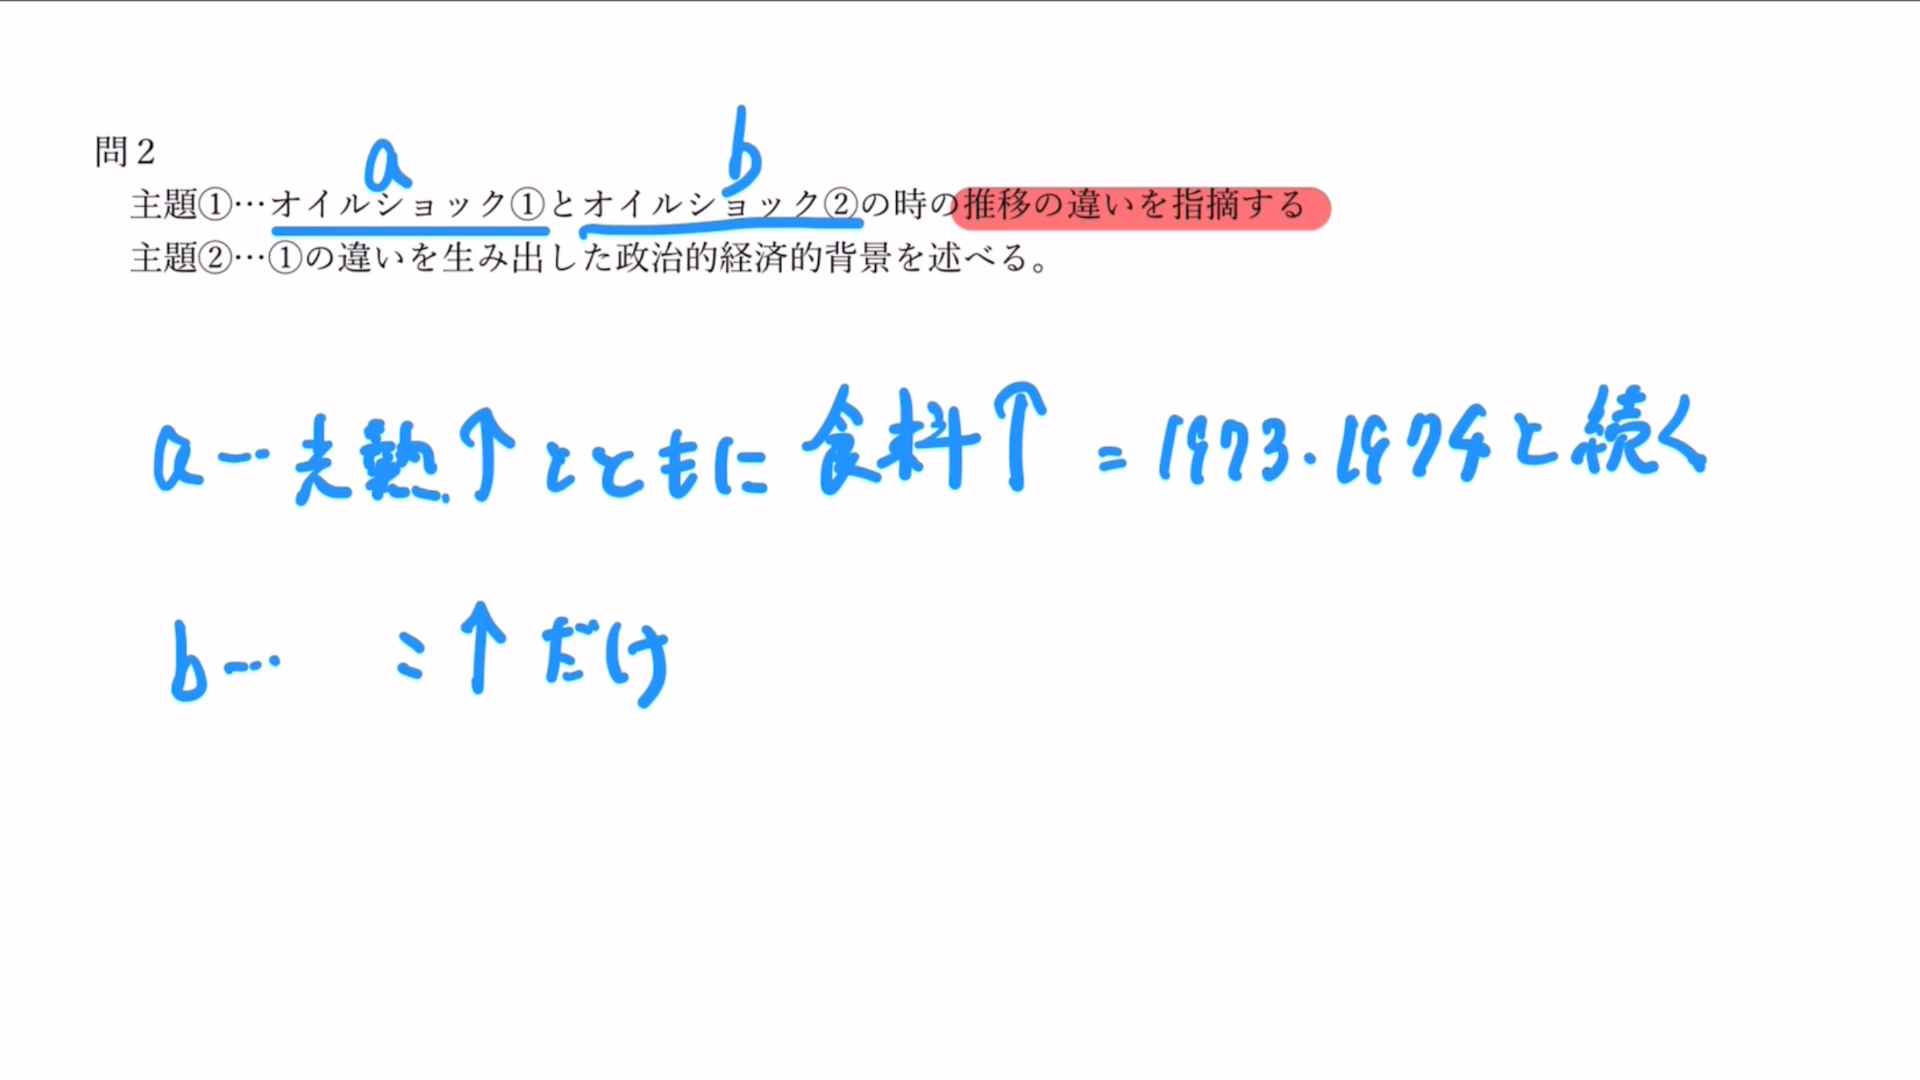 問２
a b
主題①…オイルショック①とオイルショック②の時の推移の違いを指摘する
主題②…①の違いを生み出した政治的経済的背景を述べる。
a…光熱↑とともに食料↑=1973.1974と続く
b… 〃↑だけ